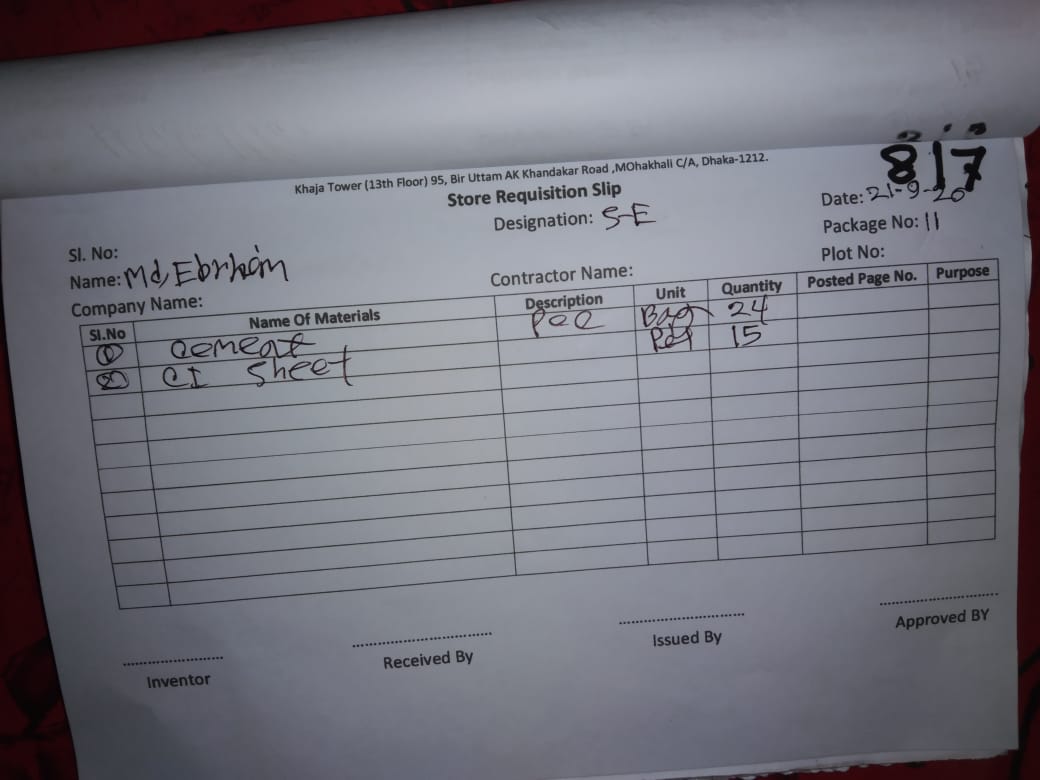 Khaja Tower (13th Floor) 95, Bir Uttam AK Khandakar Road ,MOhakhali C/A, Dhaka-1212.
817
Store Requisition Slip
Date: 21-9-20
Designation: S-E
Package No: 11
Sl. No:
Plot No:
Name: Md, Ebrhim
Contractor Name:
Company Name:
Sl.No Name Of Materials Description Unit Quantity Posted Page No. Purpose
1 cement Bag 24
2 CI Sheet 15
Inventor Received By Issued By Approved BY